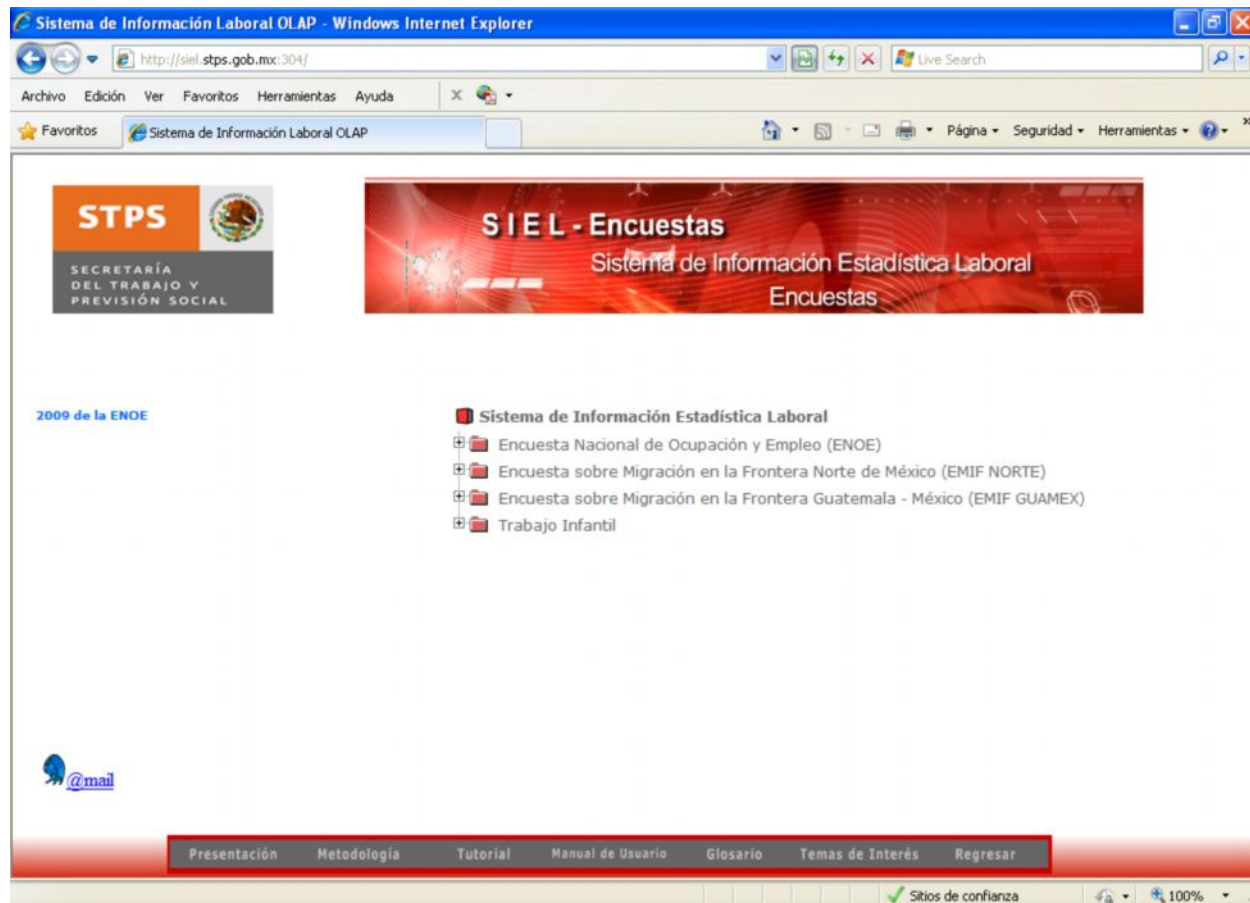 Sistema de Información Laboral OLAP - Windows Internet Explorer
http://siel.stps.gob.mx:304/
Live Search
Archivo Edición Ver Favoritos Herramientas Ayuda
Favoritos Sistema de Información Laboral OLAP Página Seguridad Herramientas
STPS
SECRETARÍA
DEL TRABAJO Y
PREVISIÓN SOCIAL
S I E L - Encuestas
Sistema de Información Estadística Laboral
Encuestas
2009 de la ENOE
Sistema de Información Estadística Laboral
Encuesta Nacional de Ocupación y Empleo (ENOE)
Encuesta sobre Migración en la Frontera Norte de México (EMIF NORTE)
Encuesta sobre Migración en la Frontera Guatemala - México (EMIF GUAMEX)
Trabajo Infantil
@mail
Presentación Metodología Tutorial Manual de Usuario Glosario Temas de Interés Regresar
Sitios de confianza 100%